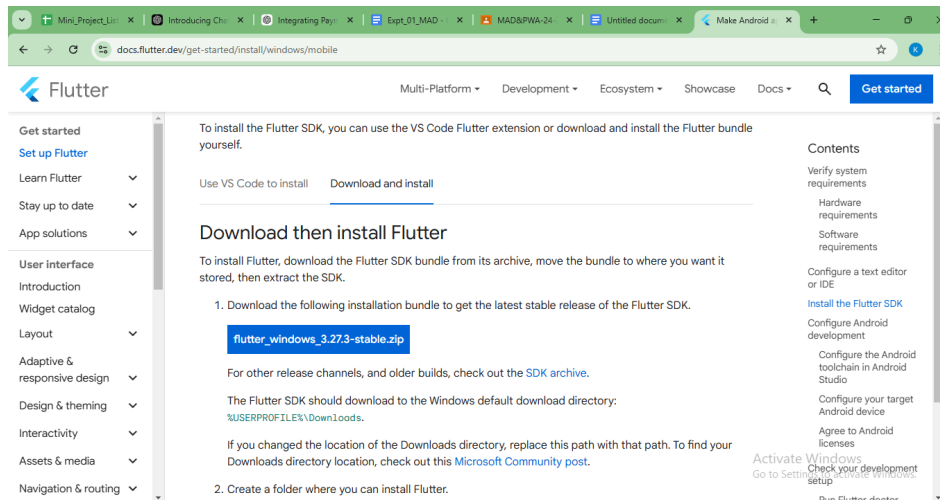 Mini_Project_List
Introducing Cha
Integrating Payn
Expt_01_MAD -
MAD&PWA-24-
Untitled docume
Make Android a
docs.flutter.dev/get-started/install/windows/mobile
K
Flutter
Multi-Platform
Development
Ecosystem
Showcase
Docs
Get started
Get started
Set up Flutter
Learn Flutter
Stay up to date
App solutions
User interface
Introduction
Widget catalog
Layout
Adaptive &
responsive design
Design & theming
Interactivity
Assets & media
Navigation & routing
To install the Flutter SDK, you can use the VS Code Flutter extension or download and install the Flutter bundle
yourself.
Use VS Code to install
Download and install
Download then install Flutter
To install Flutter, download the Flutter SDK bundle from its archive, move the bundle to where you want it
stored, then extract the SDK.
1. Download the following installation bundle to get the latest stable release of the Flutter SDK.
flutter_windows_3.27.3-stable.zip
For other release channels, and older builds, check out the SDK archive.
The Flutter SDK should download to the Windows default download directory:
%USERPROFILE%\Downloads.
If you changed the location of the Downloads directory, replace this path with that path. To find your
Downloads directory location, check out this Microsoft Community post.
2. Create a folder where you can install Flutter.
Contents
Verify system
requirements
Hardware
requirements
Software
requirements
Configure a text editor
or IDE
Install the Flutter SDK
Configure Android
development
Configure the Android
toolchain in Android
Studio
Configure your target
Android device
Agree to Android
licenses
Check your development
setup
Run Flutter doctor
Activate Windows
Go to Settings to activate Windows.